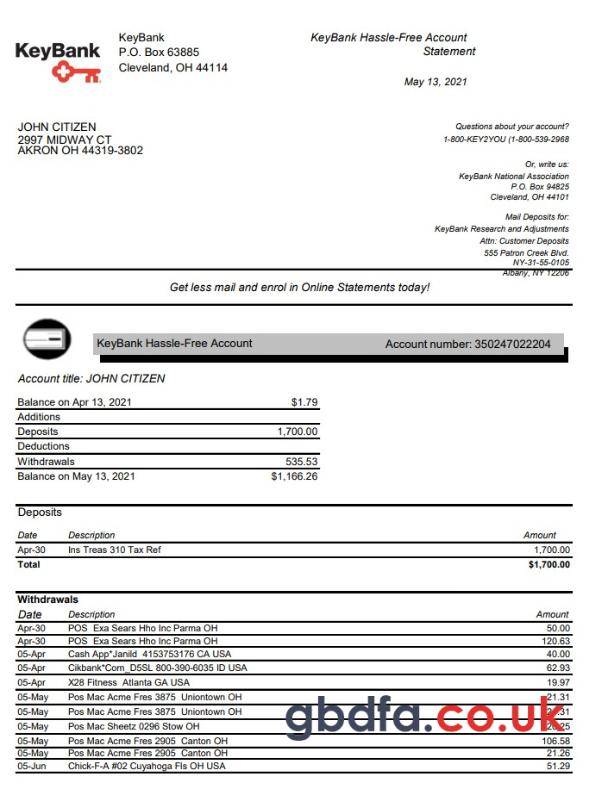 KeyBank
KeyBank
P.O. Box 63885
Cleveland, OH 44114
KeyBank Hassle-Free Account
Statement
May 13, 2021
JOHN CITIZEN
2997 MIDWAY CT
AKRON OH 44319-3802
Questions about your account?
1-800-KEY2YOU (1-800-539-2968
Or, write us:
KeyBank National Association
P.O. Box 94825
Cleveland, OH 44101
Mail Deposits for:
KeyBank Research and Adjustments
Attn: Customer Deposits
555 Patron Creek Blvd.
NY-31-55-0105
Albany, NY 12206
Get less mail and enrol in Online Statements today!
KeyBank Hassle-Free Account Account number: 350247022204
Account title: JOHN CITIZEN
Balance on Apr 13, 2021 $1.79
Additions
Deposits 1,700.00
Deductions
Withdrawals 535.53
Balance on May 13, 2021 $1,166.26
Deposits
Date Description Amount
Apr-30 Ins Treas 310 Tax Ref 1,700.00
Total $1,700.00
Withdrawals
Date Description Amount
Apr-30 POS Exa Sears Hho Inc Parma OH 50.00
Apr-30 POS Exa Sears Hho Inc Parma OH 120.63
05-Apr Cash App*Janild 4153753176 CA USA 40.00
05-Apr Cikbank*Com_D5SL 800-390-6035 ID USA 62.93
05-Apr X28 Fitness Atlanta GA USA 19.97
05-May Pos Mac Acme Fres 3875 Uniontown OH 21.31
05-May Pos Mac Acme Fres 3875 Uniontown OH
05-May Pos Mac Sheetz 0296 Stow OH
05-May Pos Mac Acme Fres 2905 Canton OH 106.58
05-May Pos Mac Acme Fres 2905 Canton OH 21.26
05-Jun Chick-F-A #02 Cuyahoga Fls OH USA 51.29
gbdfa.co.uk